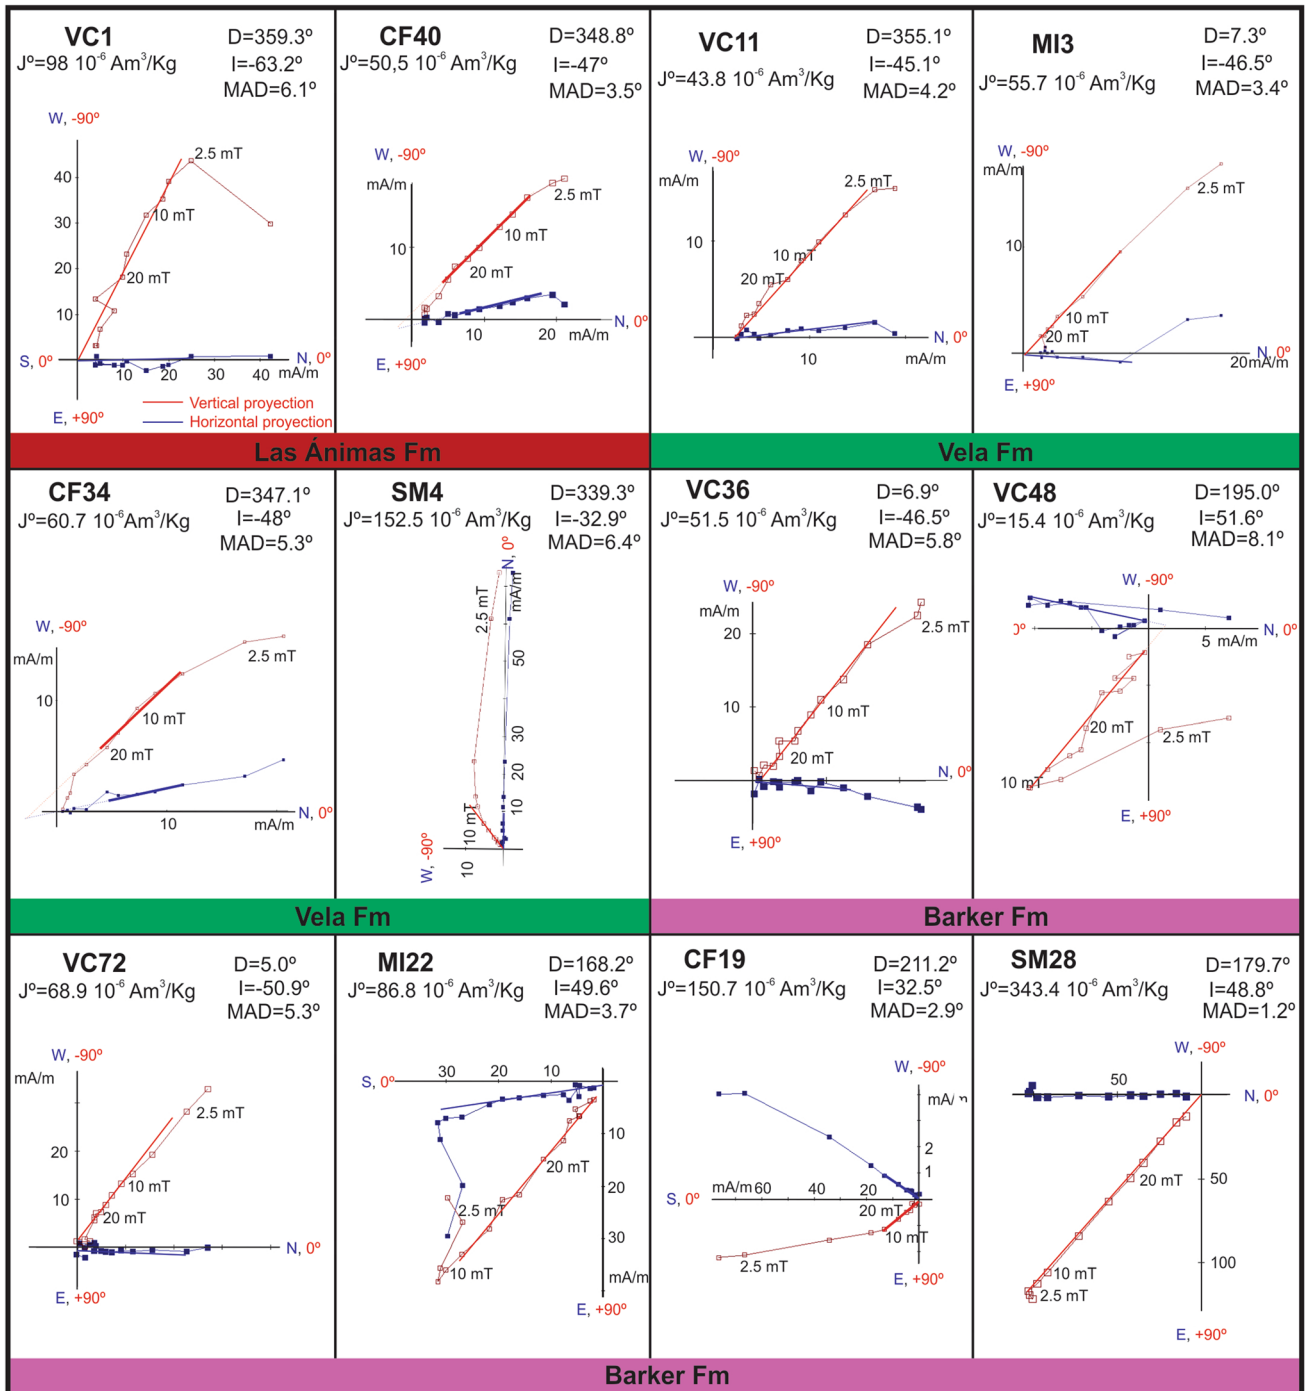 VC1
D=359.3º
Jº=98 10⁻⁶ Am³/Kg
I=-63.2º
MAD=6.1º
W, -90º
2.5 mT
40
10 mT
30
20
20 mT
10
S, 0º
10
20
30
40
mA/m
N, 0º
E, +90º
Vertical proyection
Horizontal proyection
CF40
D=348.8º
Jº=50,5 10⁻⁶ Am³/Kg
I=-47º
MAD=3.5º
W, -90º
mA/m
2.5 mT
10
10 mT
20 mT
N, 0º
10
20
mA/m
E, +90º
Las Ánimas Fm
VC11
D=355.1º
Jº=43.8 10⁻⁶ Am³/Kg
I=-45.1º
MAD=4.2º
W, -90º
mA/m
2.5 mT
10
10 mT
20 mT
N, 0º
10
mA/m
E, +90º
MI3
D=7.3º
I=-46.5º
Jº=55.7 10⁻⁶ Am³/Kg
MAD=3.4º
W, -90º
mA/m
2.5 mT
10
10 mT
20 mT
N, 0º
20mA/m
E, +90º
Vela Fm
CF34
D=347.1º
Jº=60.7 10⁻⁶Am³/Kg
I=-48º
MAD=5.3º
W, -90º
mA/m
2.5 mT
10
10 mT
20 mT
N, 0º
10
mA/m
SM4
D=339.3º
Jº=152.5 10⁻⁶ Am³/Kg
I=-32.9º
MAD=6.4º
N, 0º
mA/m
2.5 mT
50
30
20
10
10 mT
W, -90º
10
Vela Fm
VC36
D=6.9º
Jº=51.5 10⁻⁶ Am³/Kg
I=-46.5º
MAD=5.8º
W, -90º
mA/m
20
2.5 mT
10
10 mT
20 mT
N, 0º
E, +90º
VC48
D=195.0º
Jº=15.4 10⁻⁶ Am³/Kg
I=51.6º
MAD=8.1º
W, -90º
N, 0º
5 mA/m
20 mT
2.5 mT
10 mT
E, +90º
Barker Fm
VC72
D=5.0º
Jº=68.9 10⁻⁶ Am³/Kg
I=-50.9º
MAD=5.3º
W, -90º
mA/m
2.5 mT
20
10 mT
10
20 mT
N, 0º
E, +90º
MI22
D=168.2º
Jº=86.8 10⁻⁶ Am³/Kg
I=49.6º
MAD=3.7º
S, 0º
30
20
10
10
20 mT
20
2.5 mT
30
10 mT
mA/m
E, +90º
CF19
D=211.2º
Jº=150.7 10⁻⁶ Am³/Kg
I=32.5º
MAD=2.9º
W, -90º
2
1
S, 0º
mA/m
60
40
20
20 mT
10 mT
2.5 mT
E, +90º
SM28
D=179.7º
Jº=343.4 10⁻⁶ Am³/Kg
I=48.8º
MAD=1.2º
W, -90º
50
N, 0º
20 mT
50
10 mT
100
2.5 mT
E, +90º
Barker Fm